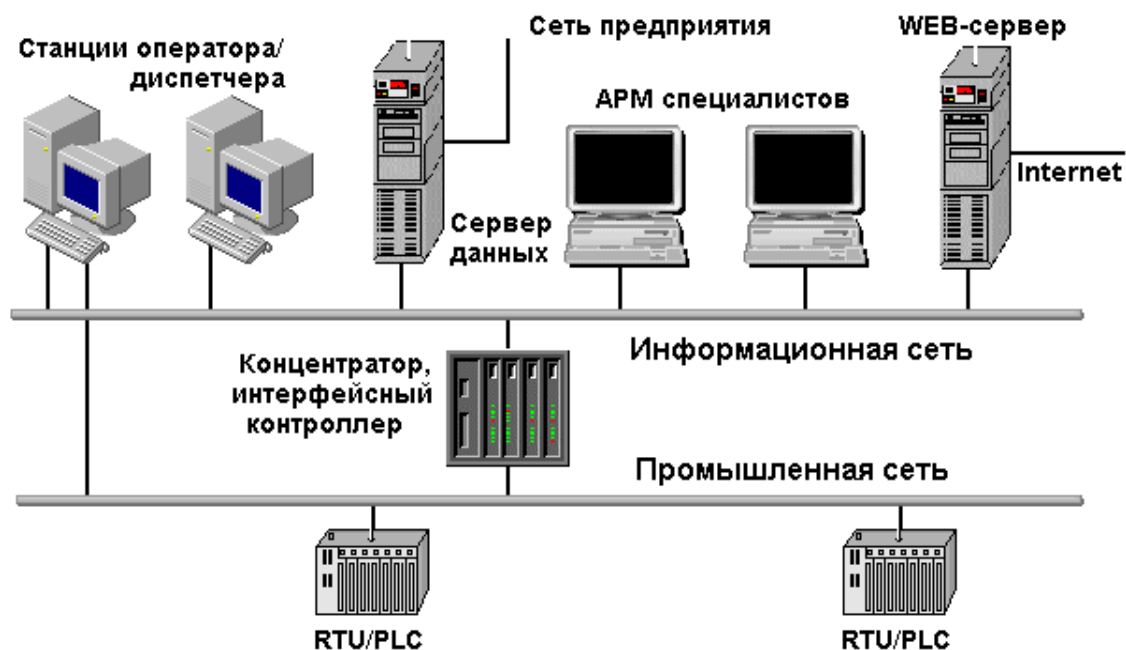 Станции оператора/
диспетчера
Сеть предприятия
WEB-сервер
АРМ специалистов
Internet
Сервер
данных
Информационная сеть
Концентратор,
интерфейсный
контроллер
Промышленная сеть
RTU/PLC
RTU/PLC